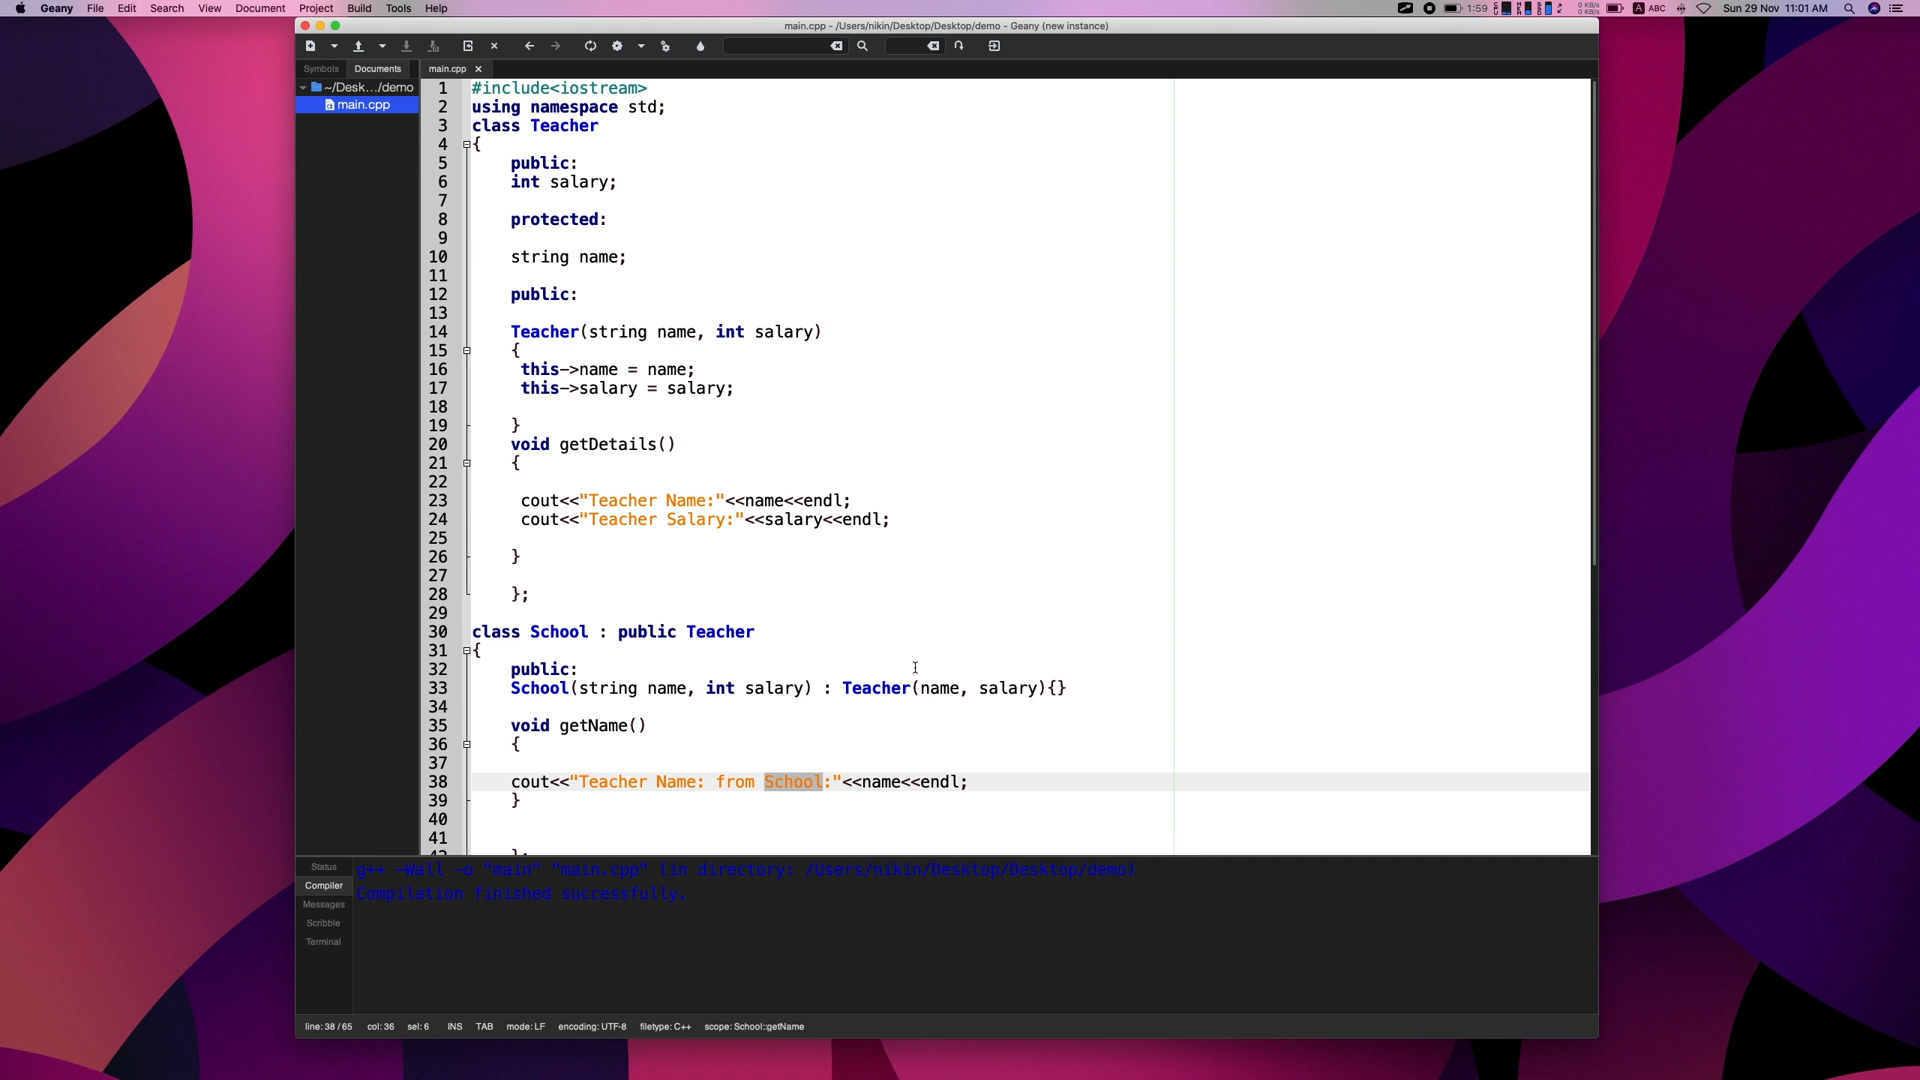 Geany File Edit Search View Document Project Build Tools Help
1:59 0 KB/s 0 KB/s A ABC Sun 29 Nov 11:01 AM
main.cpp - /Users/nikin/Desktop/Desktop/demo - Geany (new instance)
Symbols Documents main.cpp
~/Desk.../demo
main.cpp
1 #include<iostream>
2 using namespace std;
3 class Teacher
4 {
5 public:
6 int salary;
7
8 protected:
9
10 string name;
11
12 public:
13
14 Teacher(string name, int salary)
15 {
16 this->name = name;
17 this->salary = salary;
18
19 }
20 void getDetails()
21 {
22
23 cout<<"Teacher Name:"<<name<<endl;
24 cout<<"Teacher Salary:"<<salary<<endl;
25
26 }
27
28 };
29
30 class School : public Teacher
31 {
32 public:
33 School(string name, int salary) : Teacher(name, salary){}
34
35 void getName()
36 {
37
38 cout<<"Teacher Name: from School:"<<name<<endl;
39 }
40
41
Status
Compiler
Messages
Scribble
Terminal
g++ -Wall -o "main" "main.cpp" (in directory: /Users/nikin/Desktop/Desktop/demo)
Compilation finished successfully.
line: 38 / 65 col: 36 sel: 6 INS TAB mode: LF encoding: UTF-8 filetype: C++ scope: School::getName